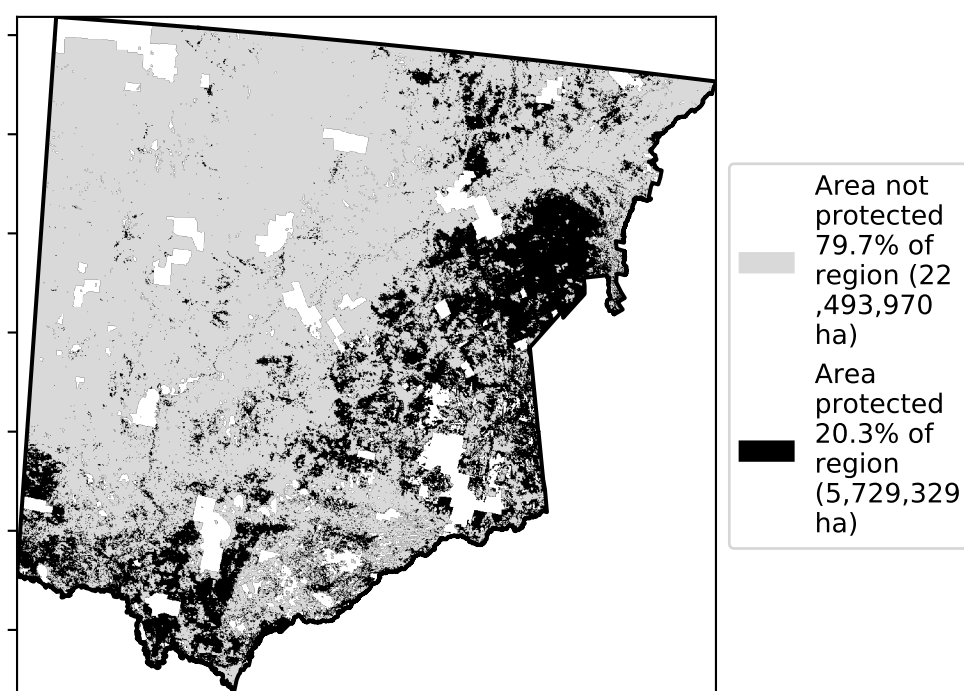 Area not
protected
79.7% of
region (22
,493,970
ha)
Area
protected
20.3% of
region
(5,729,329
ha)